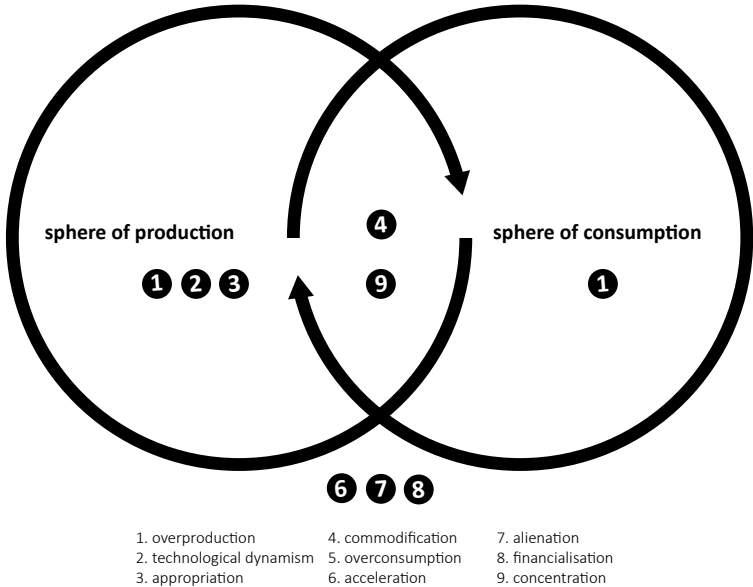 4
sphere of production
sphere of consumption
1 2 3
9
1
6 7 8
1. overproduction 4. commodification 7. alienation
2. technological dynamism 5. overconsumption 8. financialisation
3. appropriation 6. acceleration 9. concentration